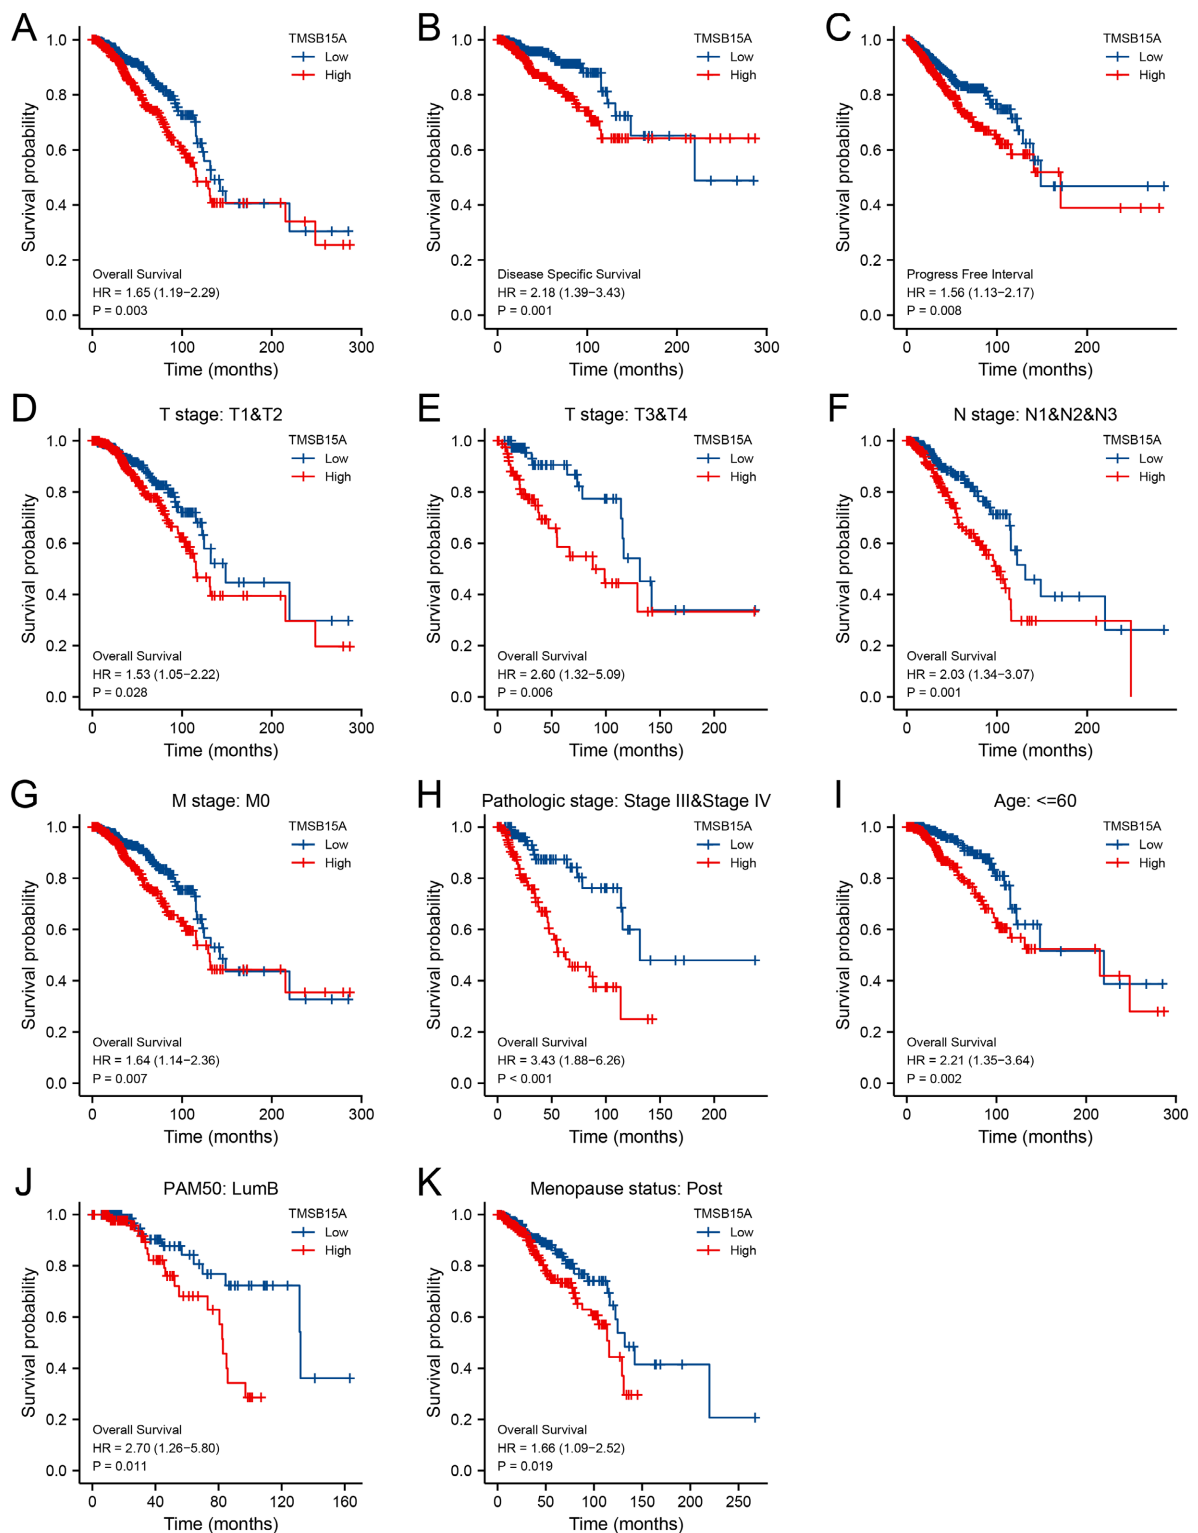 A
TMSB15A
Low
High
Survival probability
1.0
0.8
0.6
0.4
0.2
0.0
Overall Survival
HR = 1.65 (1.19−2.29)
P = 0.003
0 100 200 300
Time (months)
B
TMSB15A
Low
High
Survival probability
1.0
0.8
0.6
0.4
0.2
0.0
Disease Specific Survival
HR = 2.18 (1.39−3.43)
P = 0.001
0 100 200 300
Time (months)
C
TMSB15A
Low
High
Survival probability
1.0
0.8
0.6
0.4
0.2
0.0
Progress Free Interval
HR = 1.56 (1.13−2.17)
P = 0.008
0 100 200
Time (months)
D
T stage: T1&T2
TMSB15A
Low
High
Survival probability
1.0
0.8
0.6
0.4
0.2
0.0
Overall Survival
HR = 1.53 (1.05−2.22)
P = 0.028
0 100 200 300
Time (months)
E
T stage: T3&T4
TMSB15A
Low
High
Survival probability
1.0
0.8
0.6
0.4
0.2
0.0
Overall Survival
HR = 2.60 (1.32−5.09)
P = 0.006
0 50 100 150 200
Time (months)
F
N stage: N1&N2&N3
TMSB15A
Low
High
Survival probability
1.0
0.8
0.6
0.4
0.2
0.0
Overall Survival
HR = 2.03 (1.34−3.07)
P = 0.001
0 100 200
Time (months)
G
M stage: M0
TMSB15A
Low
High
Survival probability
1.0
0.8
0.6
0.4
0.2
0.0
Overall Survival
HR = 1.64 (1.14−2.36)
P = 0.007
0 100 200 300
Time (months)
H
Pathologic stage: Stage III&Stage IV
TMSB15A
Low
High
Survival probability
1.0
0.8
0.6
0.4
0.2
0.0
Overall Survival
HR = 3.43 (1.88−6.26)
P < 0.001
0 50 100 150 200
Time (months)
I
Age: <=60
TMSB15A
Low
High
Survival probability
1.0
0.8
0.6
0.4
0.2
0.0
Overall Survival
HR = 2.21 (1.35−3.64)
P = 0.002
0 100 200 300
Time (months)
J
PAM50: LumB
TMSB15A
Low
High
Survival probability
1.0
0.8
0.6
0.4
0.2
0.0
Overall Survival
HR = 2.70 (1.26−5.80)
P = 0.011
0 40 80 120 160
Time (months)
K
Menopause status: Post
TMSB15A
Low
High
Survival probability
1.0
0.8
0.6
0.4
0.2
0.0
Overall Survival
HR = 1.66 (1.09−2.52)
P = 0.019
0 50 100 150 200 250
Time (months)